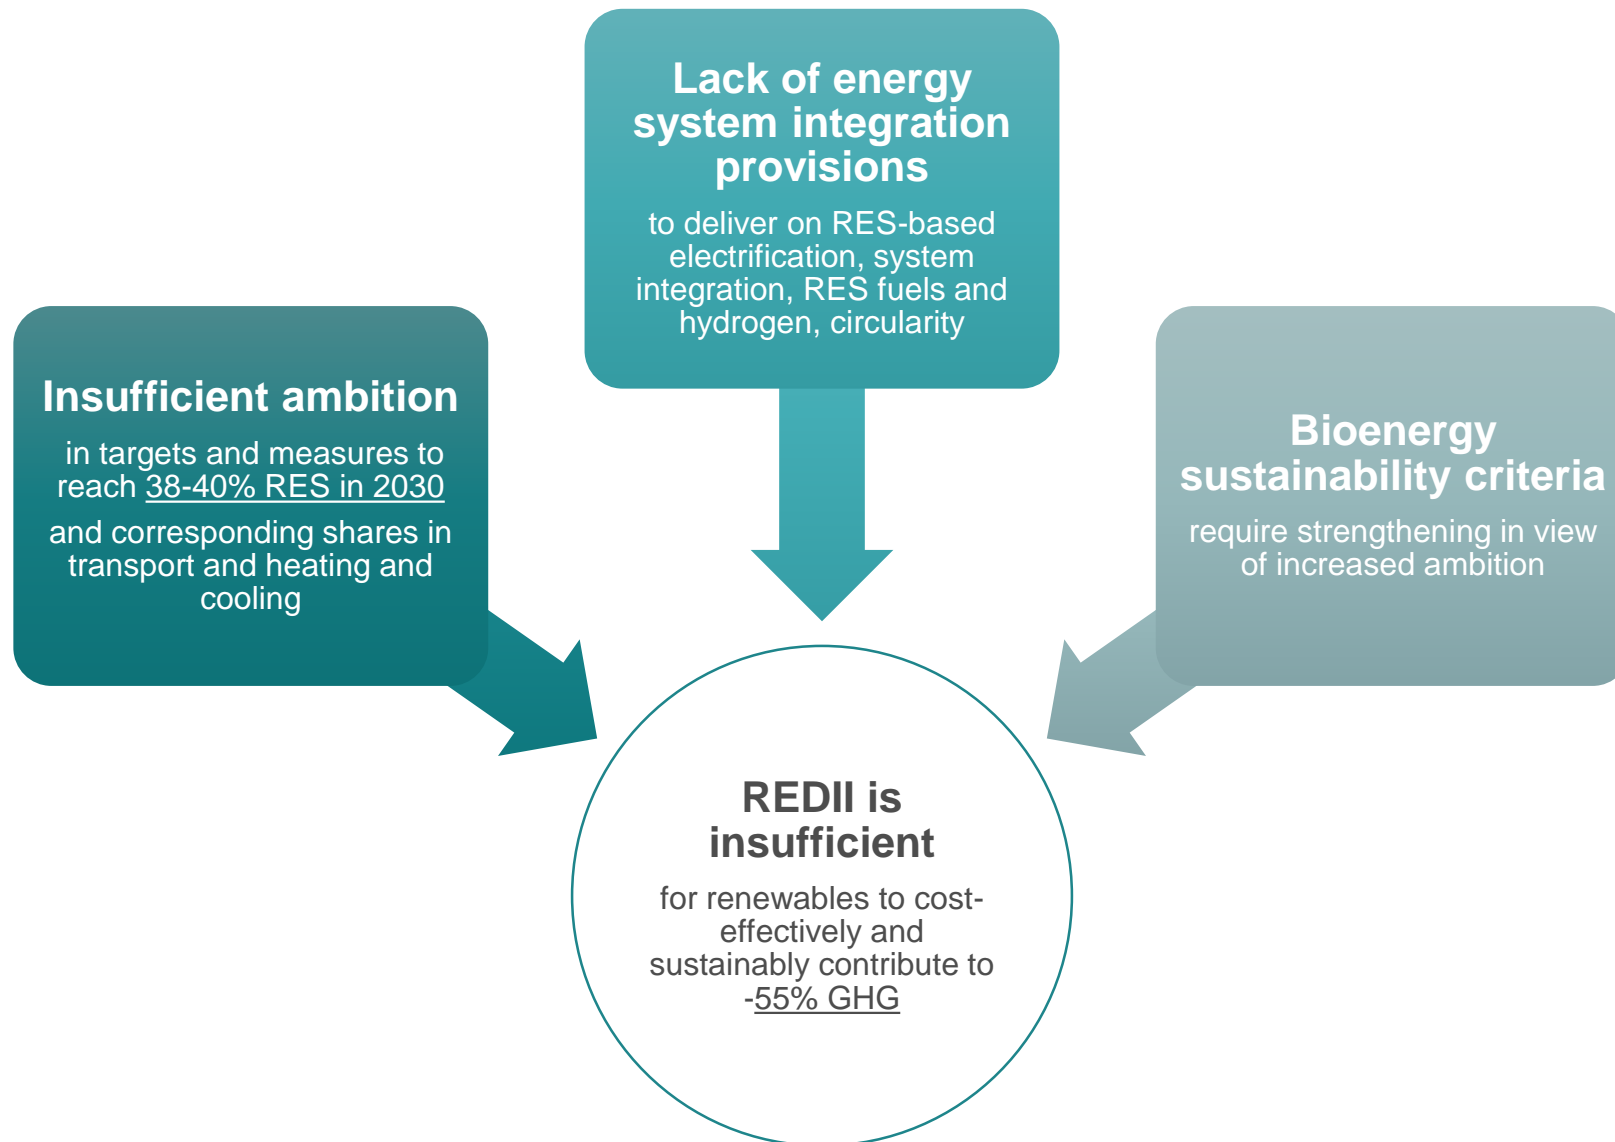 Lack of energy
system integration
provisions
to deliver on RES-based
electrification, system
integration, RES fuels and
hydrogen, circularity
Insufficient ambition
in targets and measures to
reach 38-40% RES in 2030
and corresponding shares in
transport and heating and
cooling
Bioenergy
sustainability criteria
require strengthening in view
of increased ambition
REDII is
insufficient
for renewables to cost-
effectively and
sustainably contribute to
-55% GHG